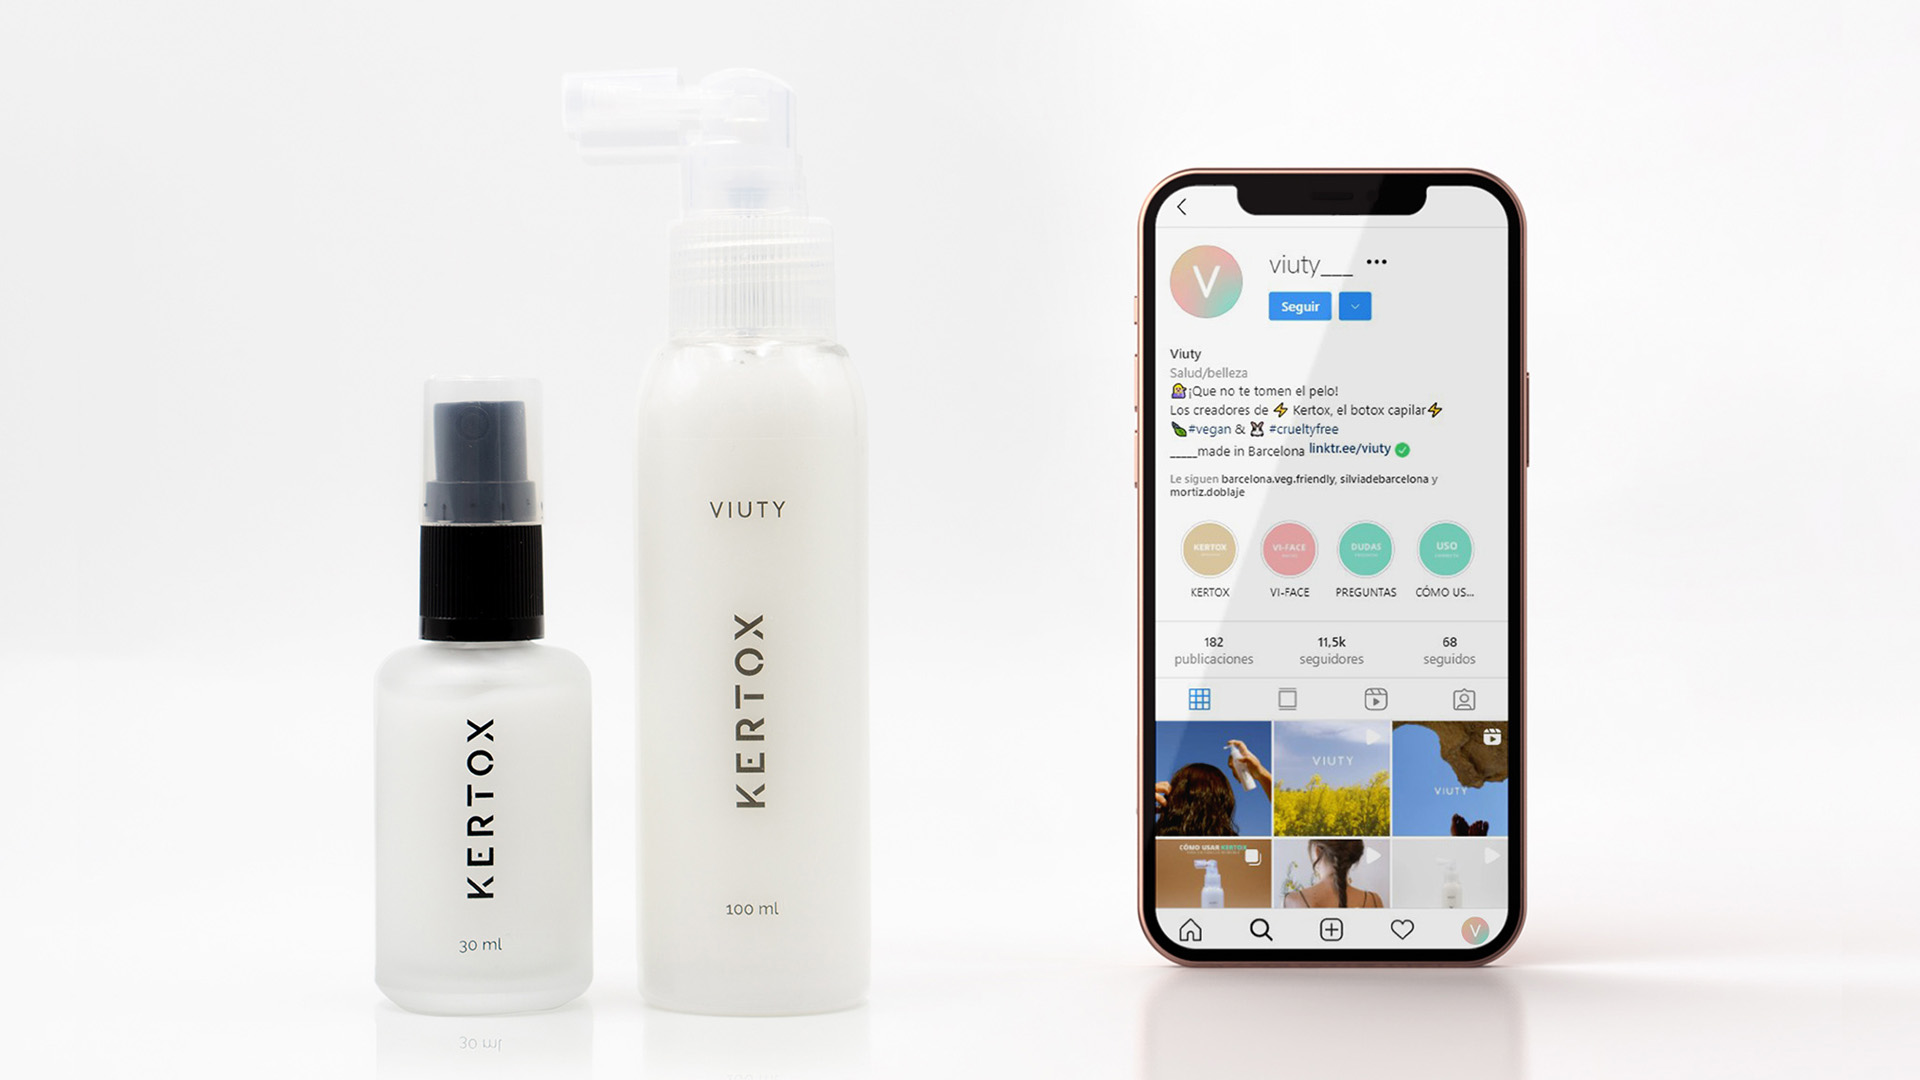 KERTOX
30 ml
VIUTY
KERTOX
100 ml
viuty___
Seguir
Viuty
Salud/belleza
¡Que no te tomen el pelo!
Los creadores de ⚡ Kertox, el botox capilar⚡
#vegan & #crueltyfree
_____made in Barcelona linktr.ee/viuty
Le siguen barcelona.veg.friendly, silviadebarcelona y
mortiz.doblaje
KERTOX
VI-FACE
DUDAS
USO
KERTOX
VI-FACE
PREGUNTAS
CÓMO US...
182
publicaciones
11,5k
seguidores
68
seguidos
VIUTY
VIUTY
CÓMO USAR KERTOX
V
V
30 ml